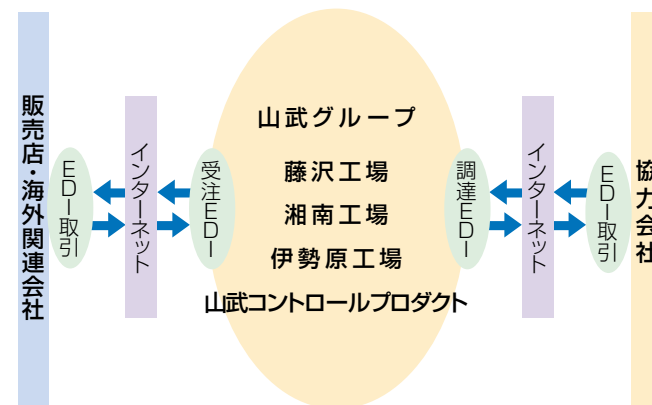 販売店・海外関連会社
EDI取引
インターネット
受注EDI
山武グループ
藤沢工場
湘南工場
伊勢原工場
山武コントロールプロダクト
調達EDI
インターネット
EDI取引
協力会社